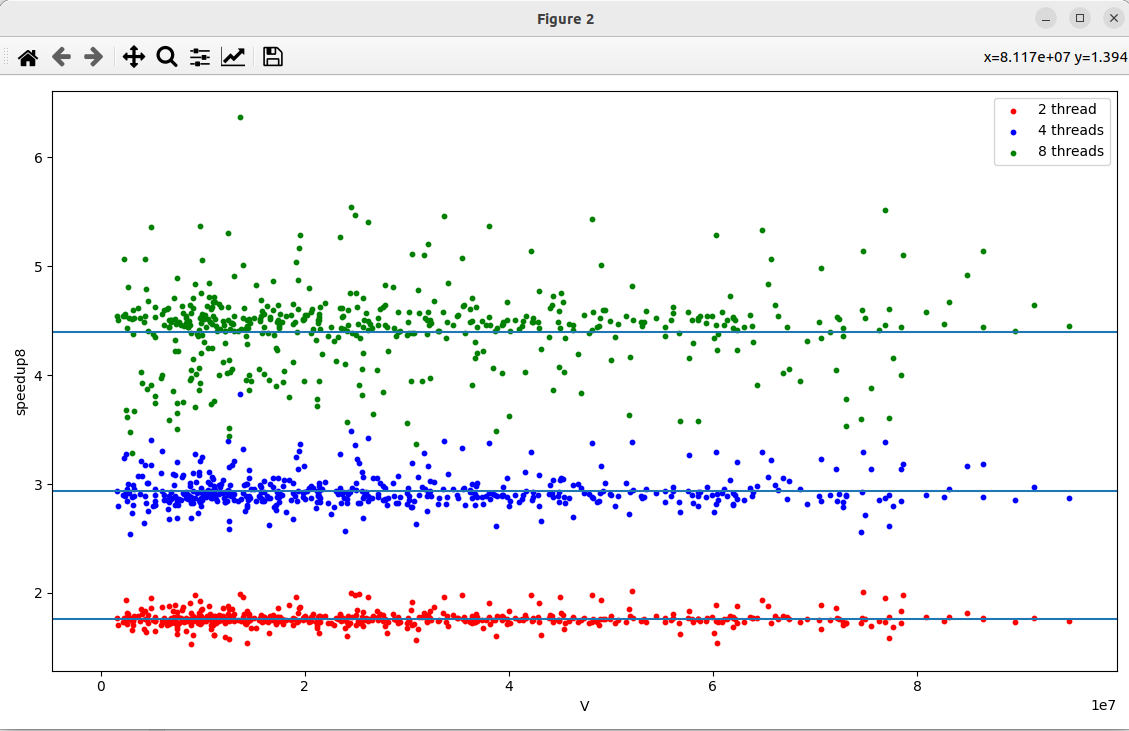 Figure 2
x=8.117e+07 y=1.394
2 thread
4 threads
8 threads
6
5
4
3
2
speedup8
0
2
4
6
8
1e7
V